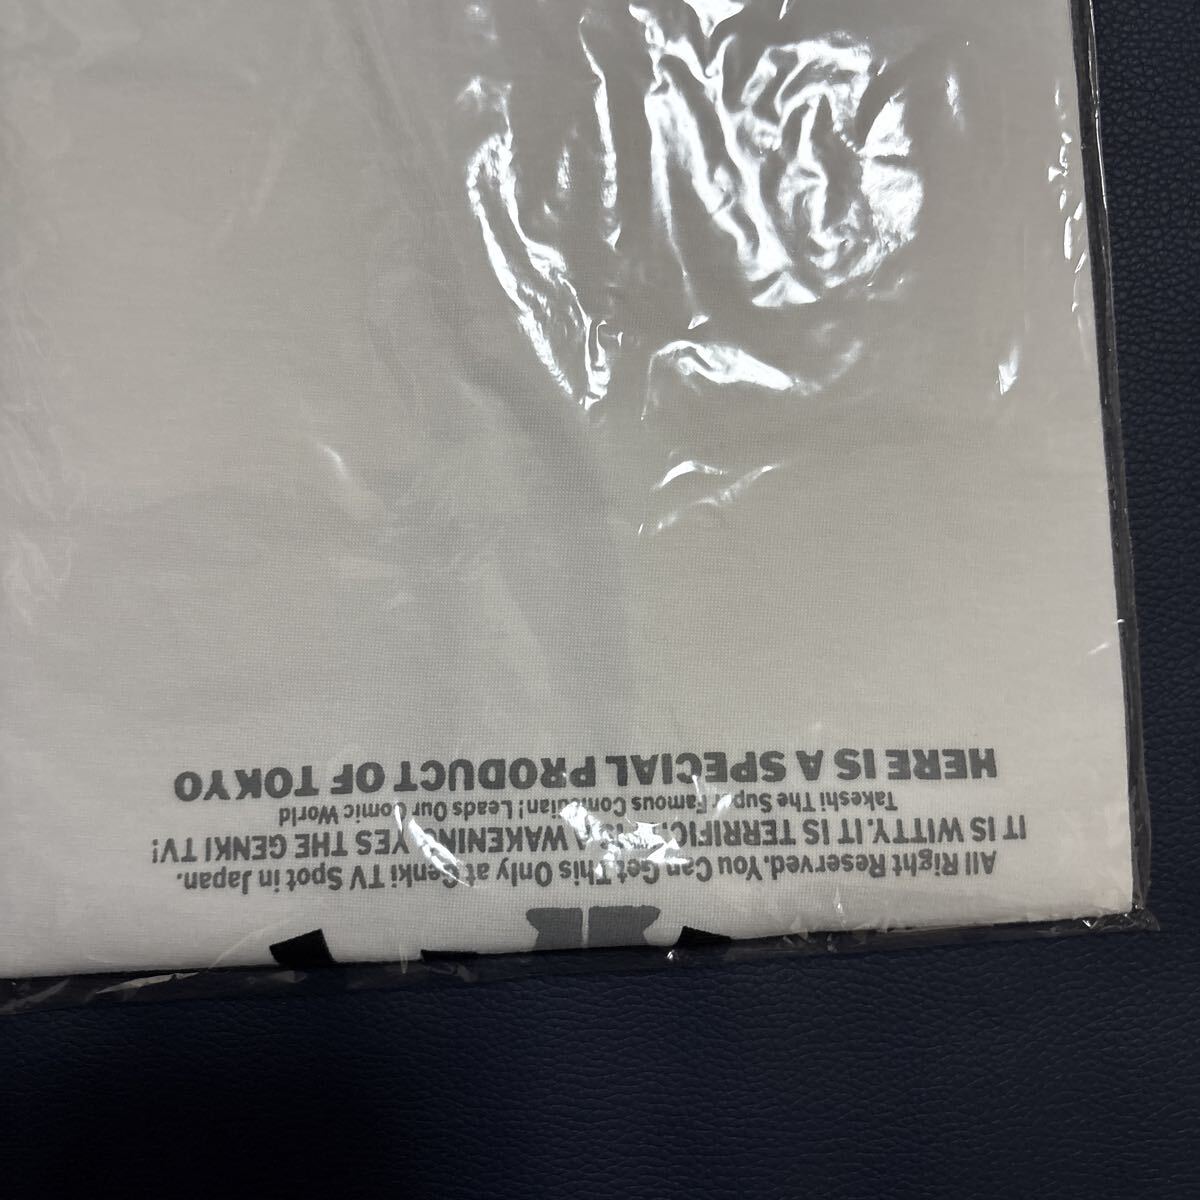 All Right Reserved.You Can Get This Only at Genki TV Spot in Japan.
IT IS WITTY.IT IS TERRIFIC.IT IS A WAKENING. YES THE GENKI TV!
Takeshi The Super Famous Comedian! Leads Our Comic World
HERE IS A SPECIAL PRODUCT OF TOKYO